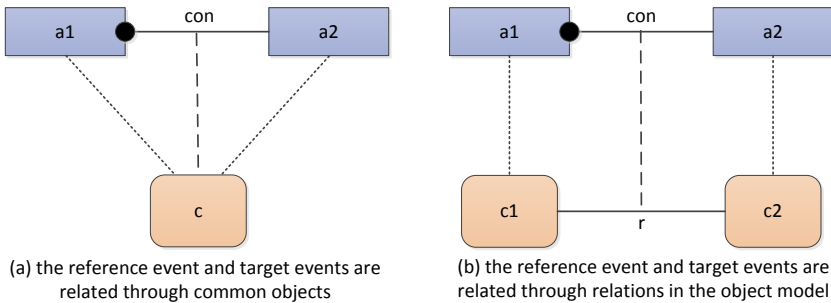 con
a1
a2
c
(a) the reference event and target events are
related through common objects
con
a1
a2
c1
c2
r
(b) the reference event and target events are
related through relations in the object model